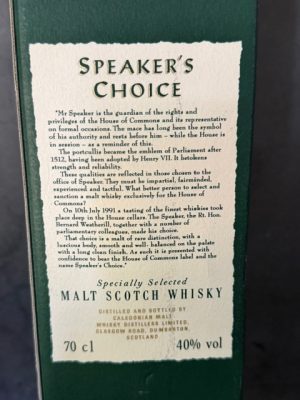 SPEAKER'S
CHOICE
"Mr Speaker is the guardian of the rights and
privileges of the House of Commons and its representative
on formal occasions. The mace has long been the symbol
of his authority and rests before him – while the House is
in session – as a reminder of this.
The portcullis became the emblem of Parliament after
1512, having been adopted by Henry VII. It betokens
strength and reliability.
These qualities are reflected in those chosen to the
office of Speaker. They must be impartial, fairminded,
experienced and tactful. What better person to select and
sanction a malt whisky exclusively for the House of
Commons?
On 10th July 1991 a tasting of the finest whiskies took
place deep in the House cellars. The Speaker, the Rt. Hon.
Bernard Weatherill, together with a number of
parliamentary colleagues, made his choice.
That choice is a malt of rare distinction, with a
luscious body, smooth and well-balanced on the palate
with a long clean finish. As such it is presented with
confidence to bear the House of Commons label and the
name Speaker's Choice."
Specially Selected
MALT SCOTCH WHISKY
DISTILLED AND BOTTLED BY
CALEDONIAN MALT
WHISKY DISTILLERS LIMITED,
GLASGOW ROAD, DUMBARTON,
SCOTLAND
70 cl 40% vol